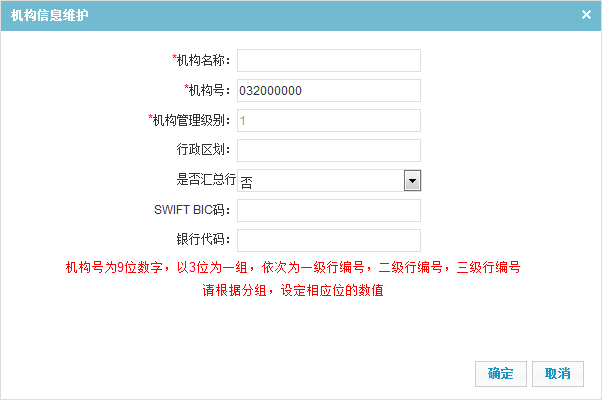 机构信息维护 ×
*机构名称：
*机构号：032000000
*机构管理级别：1
行政区划：
是否汇总行 否
SWIFT BIC码：
银行代码：
机构号为9位数字，以3位为一组，依次为一级行编号，二级行编号，三级行编号
请根据分组，设定相应位的数值
确定 取消